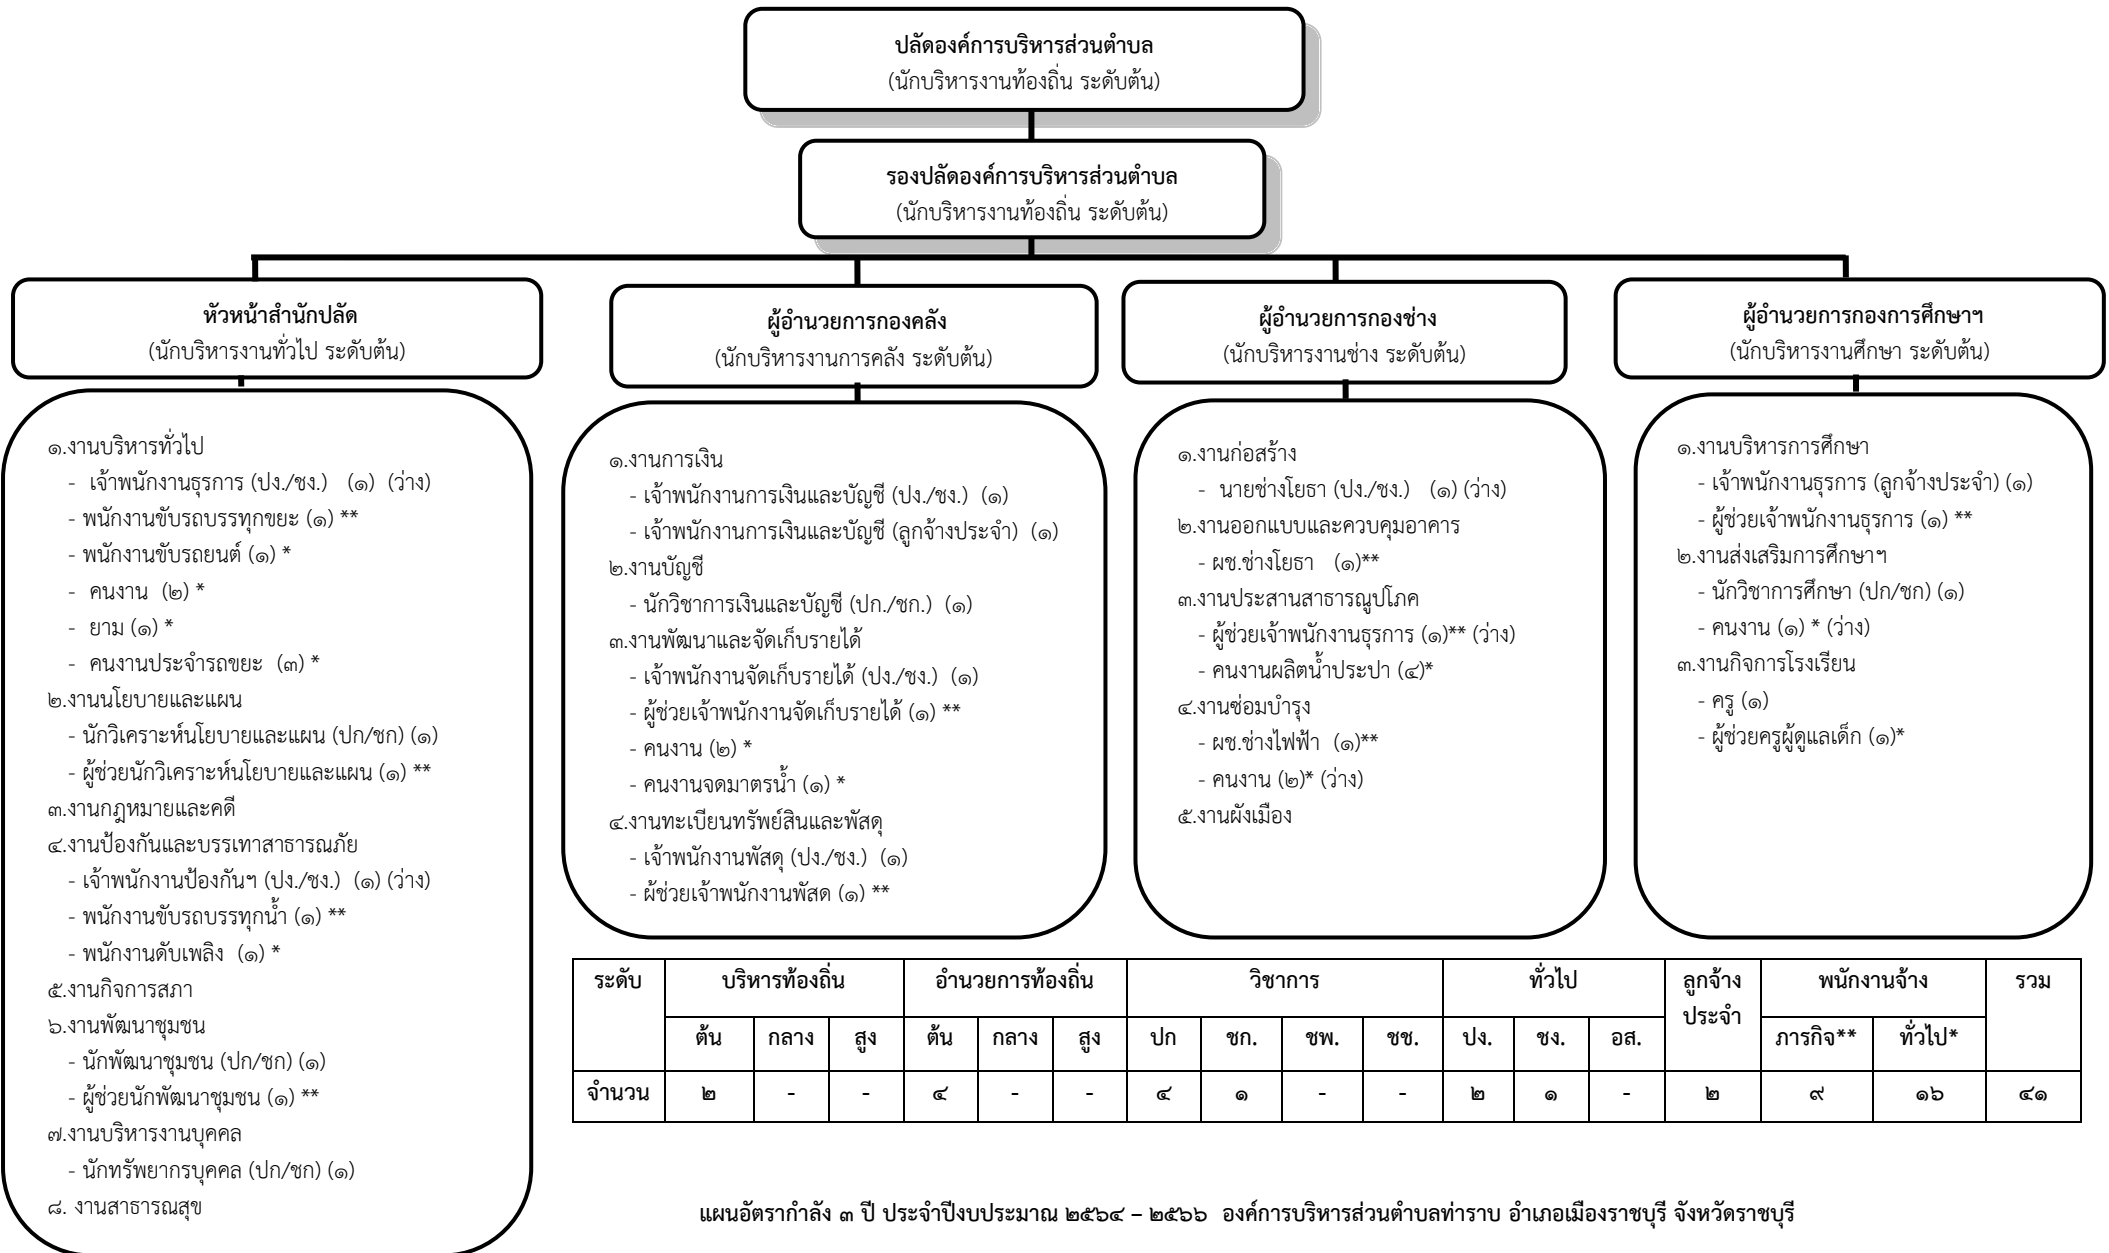 ปลัดองค์การบริหารส่วนตำบล
(นักบริหารงานท้องถิ่น ระดับต้น)
รองปลัดองค์การบริหารส่วนตำบล
(นักบริหารงานท้องถิ่น ระดับต้น)
หัวหน้าสำนักปลัด
(นักบริหารงานทั่วไป ระดับต้น)
๑.งานบริหารทั่วไป
- เจ้าพนักงานธุรการ (ปง./ชง.) (๑) (ว่าง)
- พนักงานขับรถบรรทุกขยะ (๑) **
- พนักงานขับรถยนต์ (๑) *
- คนงาน (๒) *
- ยาม (๑) *
- คนงานประจำรถขยะ (๓) *
๒.งานนโยบายและแผน
- นักวิเคราะห์นโยบายและแผน (ปก/ชก) (๑)
- ผู้ช่วยนักวิเคราะห์นโยบายและแผน (๑) **
๓.งานกฎหมายและคดี
๔.งานป้องกันและบรรเทาสาธารณภัย
- เจ้าพนักงานป้องกันฯ (ปง./ชง.) (๑) (ว่าง)
- พนักงานขับรถบรรทุกน้ำ (๑) **
- พนักงานดับเพลิง (๑) *
๕.งานกิจการสภา
๖.งานพัฒนาชุมชน
- นักพัฒนาชุมชน (ปก/ชก) (๑)
- ผู้ช่วยนักพัฒนาชุมชน (๑) **
๗.งานบริหารงานบุคคล
- นักทรัพยากรบุคคล (ปก/ชก) (๑)
๘. งานสาธารณสุข
ผู้อำนวยการกองคลัง
(นักบริหารงานการคลัง ระดับต้น)
๑.งานการเงิน
- เจ้าพนักงานการเงินและบัญชี (ปง./ชง.) (๑)
- เจ้าพนักงานการเงินและบัญชี (ลูกจ้างประจำ) (๑)
๒.งานบัญชี
- นักวิชาการเงินและบัญชี (ปก./ชก.) (๑)
๓.งานพัฒนาและจัดเก็บรายได้
- เจ้าพนักงานจัดเก็บรายได้ (ปง./ชง.) (๑)
- ผู้ช่วยเจ้าพนักงานจัดเก็บรายได้ (๑) **
- คนงาน (๒) *
- คนงานจดมาตรน้ำ (๑) *
๔.งานทะเบียนทรัพย์สินและพัสดุ
- เจ้าพนักงานพัสดุ (ปง./ชง.) (๑)
- ผ้ช่วยเจ้าพนักงานพัสด (๑) **
ผู้อำนวยการกองช่าง
(นักบริหารงานช่าง ระดับต้น)
๑.งานก่อสร้าง
- นายช่างโยธา (ปง./ชง.) (๑) (ว่าง)
๒.งานออกแบบและควบคุมอาคาร
- ผช.ช่างโยธา (๑)**
๓.งานประสานสาธารณูปโภค
- ผู้ช่วยเจ้าพนักงานธุรการ (๑)** (ว่าง)
- คนงานผลิตน้ำประปา (๔)*
๔.งานซ่อมบำรุง
- ผช.ช่างไฟฟ้า (๑)**
- คนงาน (๒)* (ว่าง)
๕.งานผังเมือง
ผู้อำนวยการกองการศึกษาฯ
(นักบริหารงานศึกษา ระดับต้น)
๑.งานบริหารการศึกษา
- เจ้าพนักงานธุรการ (ลูกจ้างประจำ) (๑)
- ผู้ช่วยเจ้าพนักงานธุรการ (๑) **
๒.งานส่งเสริมการศึกษาฯ
- นักวิชาการศึกษา (ปก/ชก) (๑)
- คนงาน (๑) * (ว่าง)
๓.งานกิจการโรงเรียน
- ครู (๑)
- ผู้ช่วยครูผู้ดูแลเด็ก (๑)*
ระดับ บริหารท้องถิ่น อำนวยการท้องถิ่น วิชาการ ทั่วไป ลูกจ้าง พนักงานจ้าง รวม
ประจำ
ต้น กลาง สูง ต้น กลาง สูง ปก ชก. ชพ. ชช. ปง. ชง. อส. ภารกิจ** ทั่วไป*
จำนวน ๒ - - ๔ - - ๔ ๑ - - ๒ ๑ - ๒ ๙ ๑๖ ๔๑
แผนอัตรากำลัง ๓ ปี ประจำปีงบประมาณ ๒๕๖๔ – ๒๕๖๖ องค์การบริหารส่วนตำบลท่าราบ อำเภอเมืองราชบุรี จังหวัดราชบุรี